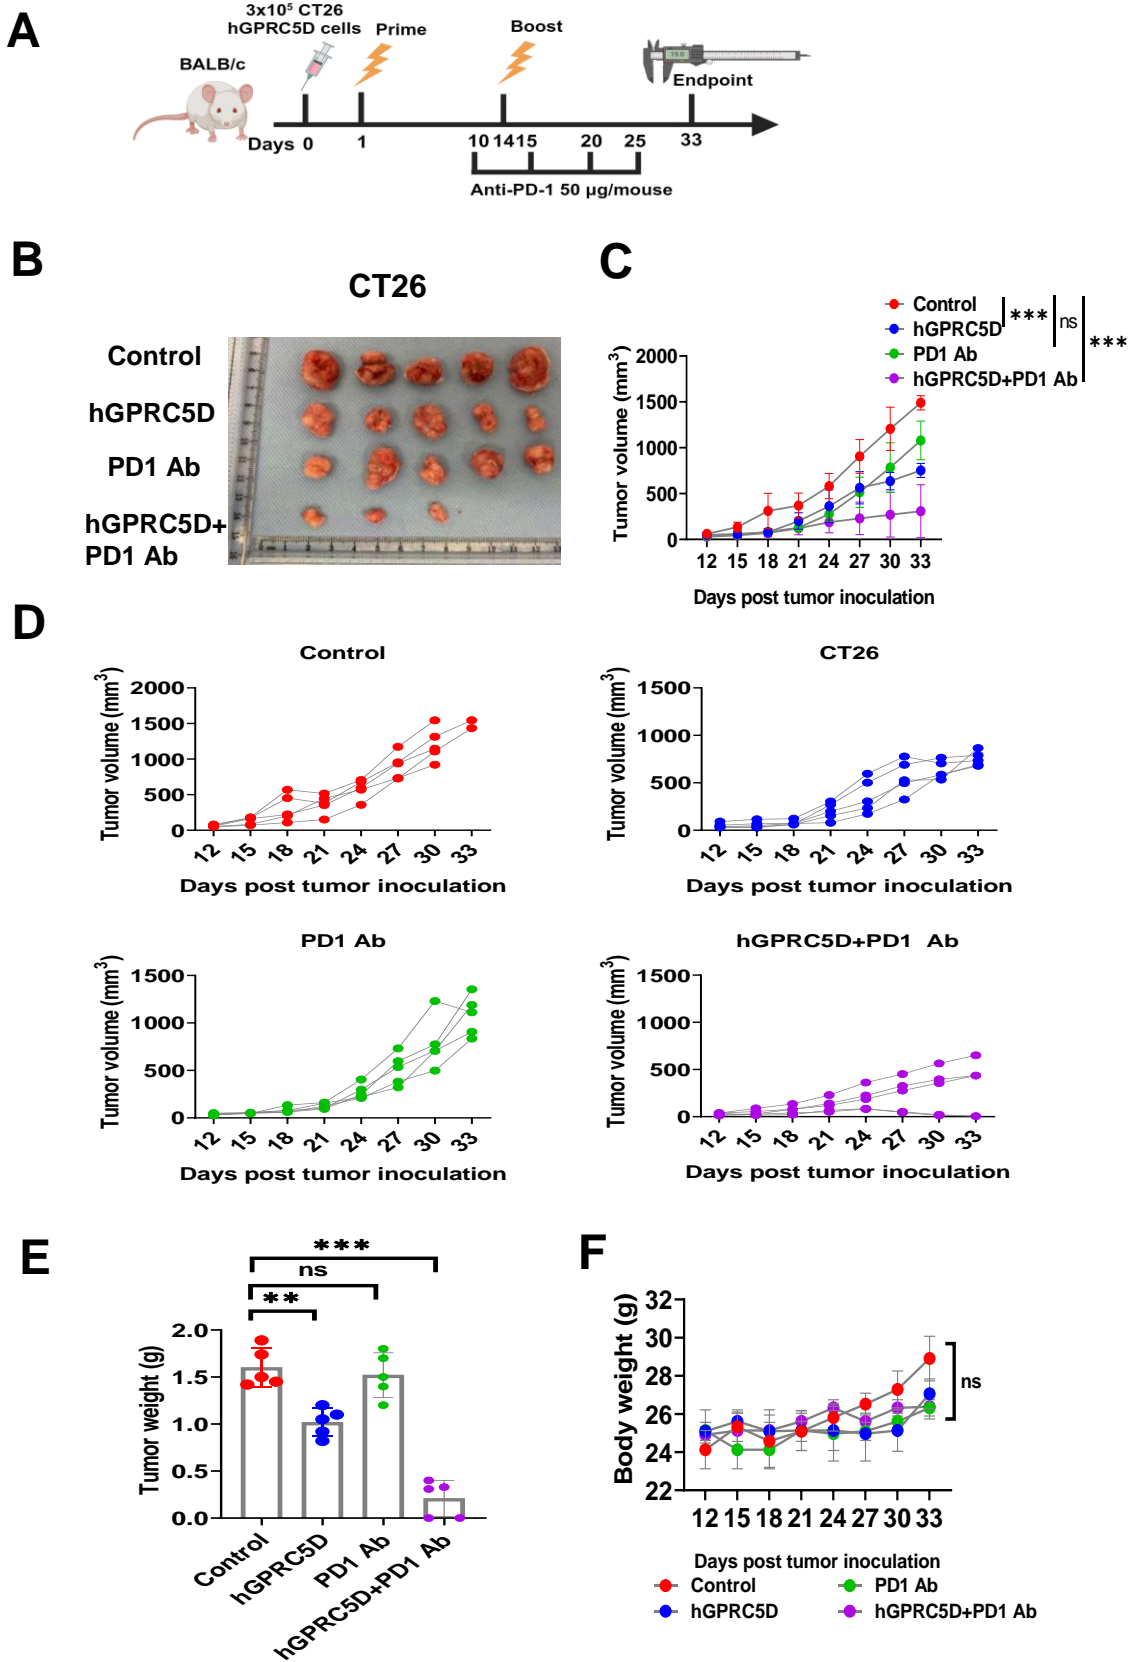 A
3x10⁵ CT26
hGPRC5D cells
Prime
Boost
BALB/c
79.0
Endpoint
Days 0 1 10 14 15 20 25 33
Anti-PD-1 50 µg/mouse
B
CT26
Control
hGPRC5D
PD1 Ab
hGPRC5D+
PD1 Ab
C
Control
hGPRC5D
PD1 Ab
hGPRC5D+PD1 Ab
***
ns
***
Tumor volume (mm³)
2000
1500
1000
500
0
12 15 18 21 24 27 30 33
Days post tumor inoculation
D
Control
Tumor volume (mm³)
2000
1500
1000
500
0
12 15 18 21 24 27 30 33
Days post tumor inoculation
CT26
Tumor volume (mm³)
1500
1000
500
0
12 15 18 21 24 27 30 33
Days post tumor inoculation
PD1 Ab
Tumor volume (mm³)
1500
1000
500
0
12 15 18 21 24 27 30 33
Days post tumor inoculation
hGPRC5D+PD1 Ab
Tumor volume (mm³)
1500
1000
500
0
12 15 18 21 24 27 30 33
Days post tumor inoculation
E
***
ns
**
Tumor weight (g)
2.0
1.5
1.0
0.5
0.0
Control
hGPRC5D
PD1 Ab
hGPRC5D+PD1 Ab
F
Body weight (g)
32
30
28
26
24
22
ns
12 15 18 21 24 27 30 33
Days post tumor inoculation
Control
PD1 Ab
hGPRC5D
hGPRC5D+PD1 Ab